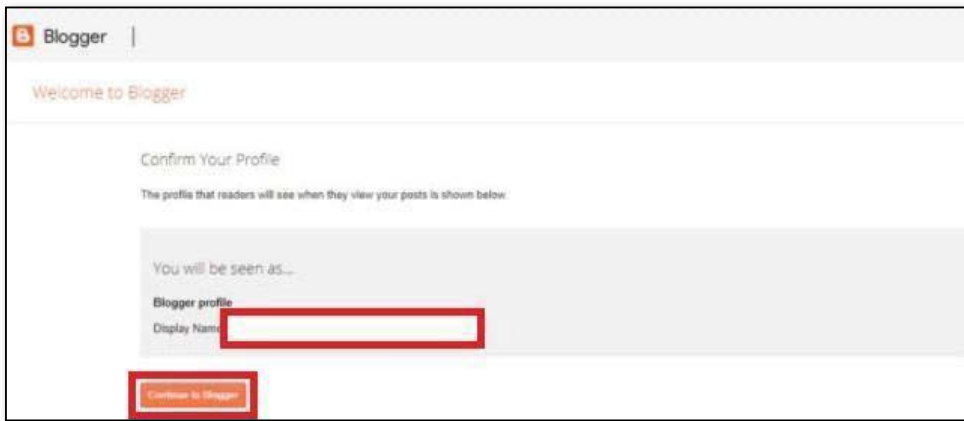 Blogger
Welcome to Blogger
Confirm Your Profile
The profile that readers will see when they view your posts is shown below.
You will be seen as...
Blogger profile
Display Name
Continue to Blogger